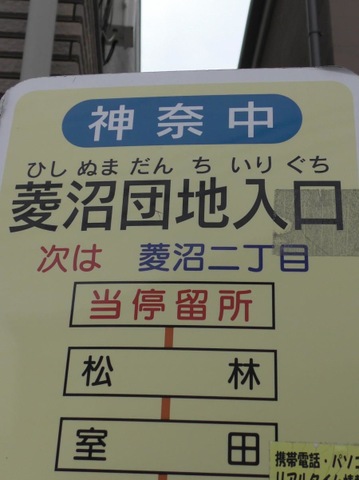 神奈中
ひし ぬま だん ち いり ぐち
菱沼団地入口
次は 菱沼二丁目
当停留所
松林
室田
携帯電話・パソコ
リアルタイム